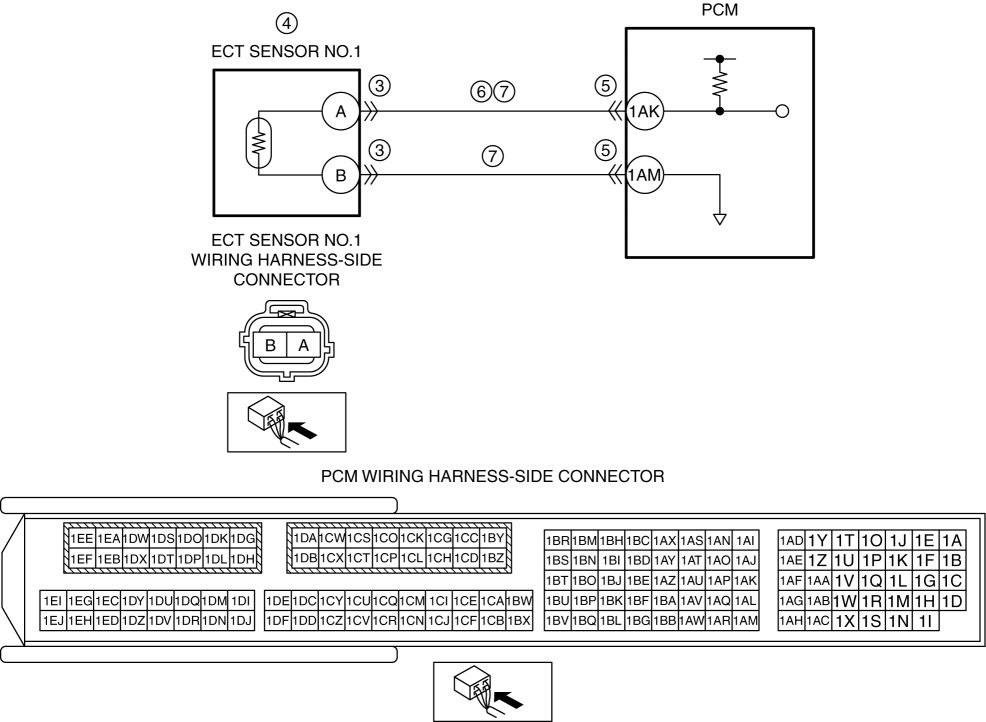 PCM
4
ECT SENSOR NO.1
3
6 7
5
A
1AK
3
7
5
B
1AM
ECT SENSOR NO.1
WIRING HARNESS-SIDE
CONNECTOR
B A
PCM WIRING HARNESS-SIDE CONNECTOR
1EE 1EA 1DW 1DS 1DO 1DK 1DG
1EF 1EB 1DX 1DT 1DP 1DL 1DH
1EI 1EG 1EC 1DY 1DU 1DQ 1DM 1DI
1EJ 1EH 1ED 1DZ 1DV 1DR 1DN 1DJ
1DA 1CW 1CS 1CO 1CK 1CG 1CC 1BY
1DB 1CX 1CT 1CP 1CL 1CH 1CD 1BZ
1DE 1DC 1CY 1CU 1CQ 1CM 1CI 1CE 1CA 1BW
1DF 1DD 1CZ 1CV 1CR 1CN 1CJ 1CF 1CB 1BX
1BR 1BM 1BH 1BC 1AX 1AS 1AN 1AI
1BS 1BN 1BI 1BD 1AY 1AT 1AO 1AJ
1BT 1BO 1BJ 1BE 1AZ 1AU 1AP 1AK
1BU 1BP 1BK 1BF 1BA 1AV 1AQ 1AL
1BV 1BQ 1BL 1BG 1BB 1AW 1AR 1AM
1AD 1Y 1T 1O 1J 1E 1A
1AE 1Z 1U 1P 1K 1F 1B
1AF 1AA 1V 1Q 1L 1G 1C
1AG 1AB 1W 1R 1M 1H 1D
1AH 1AC 1X 1S 1N 1I